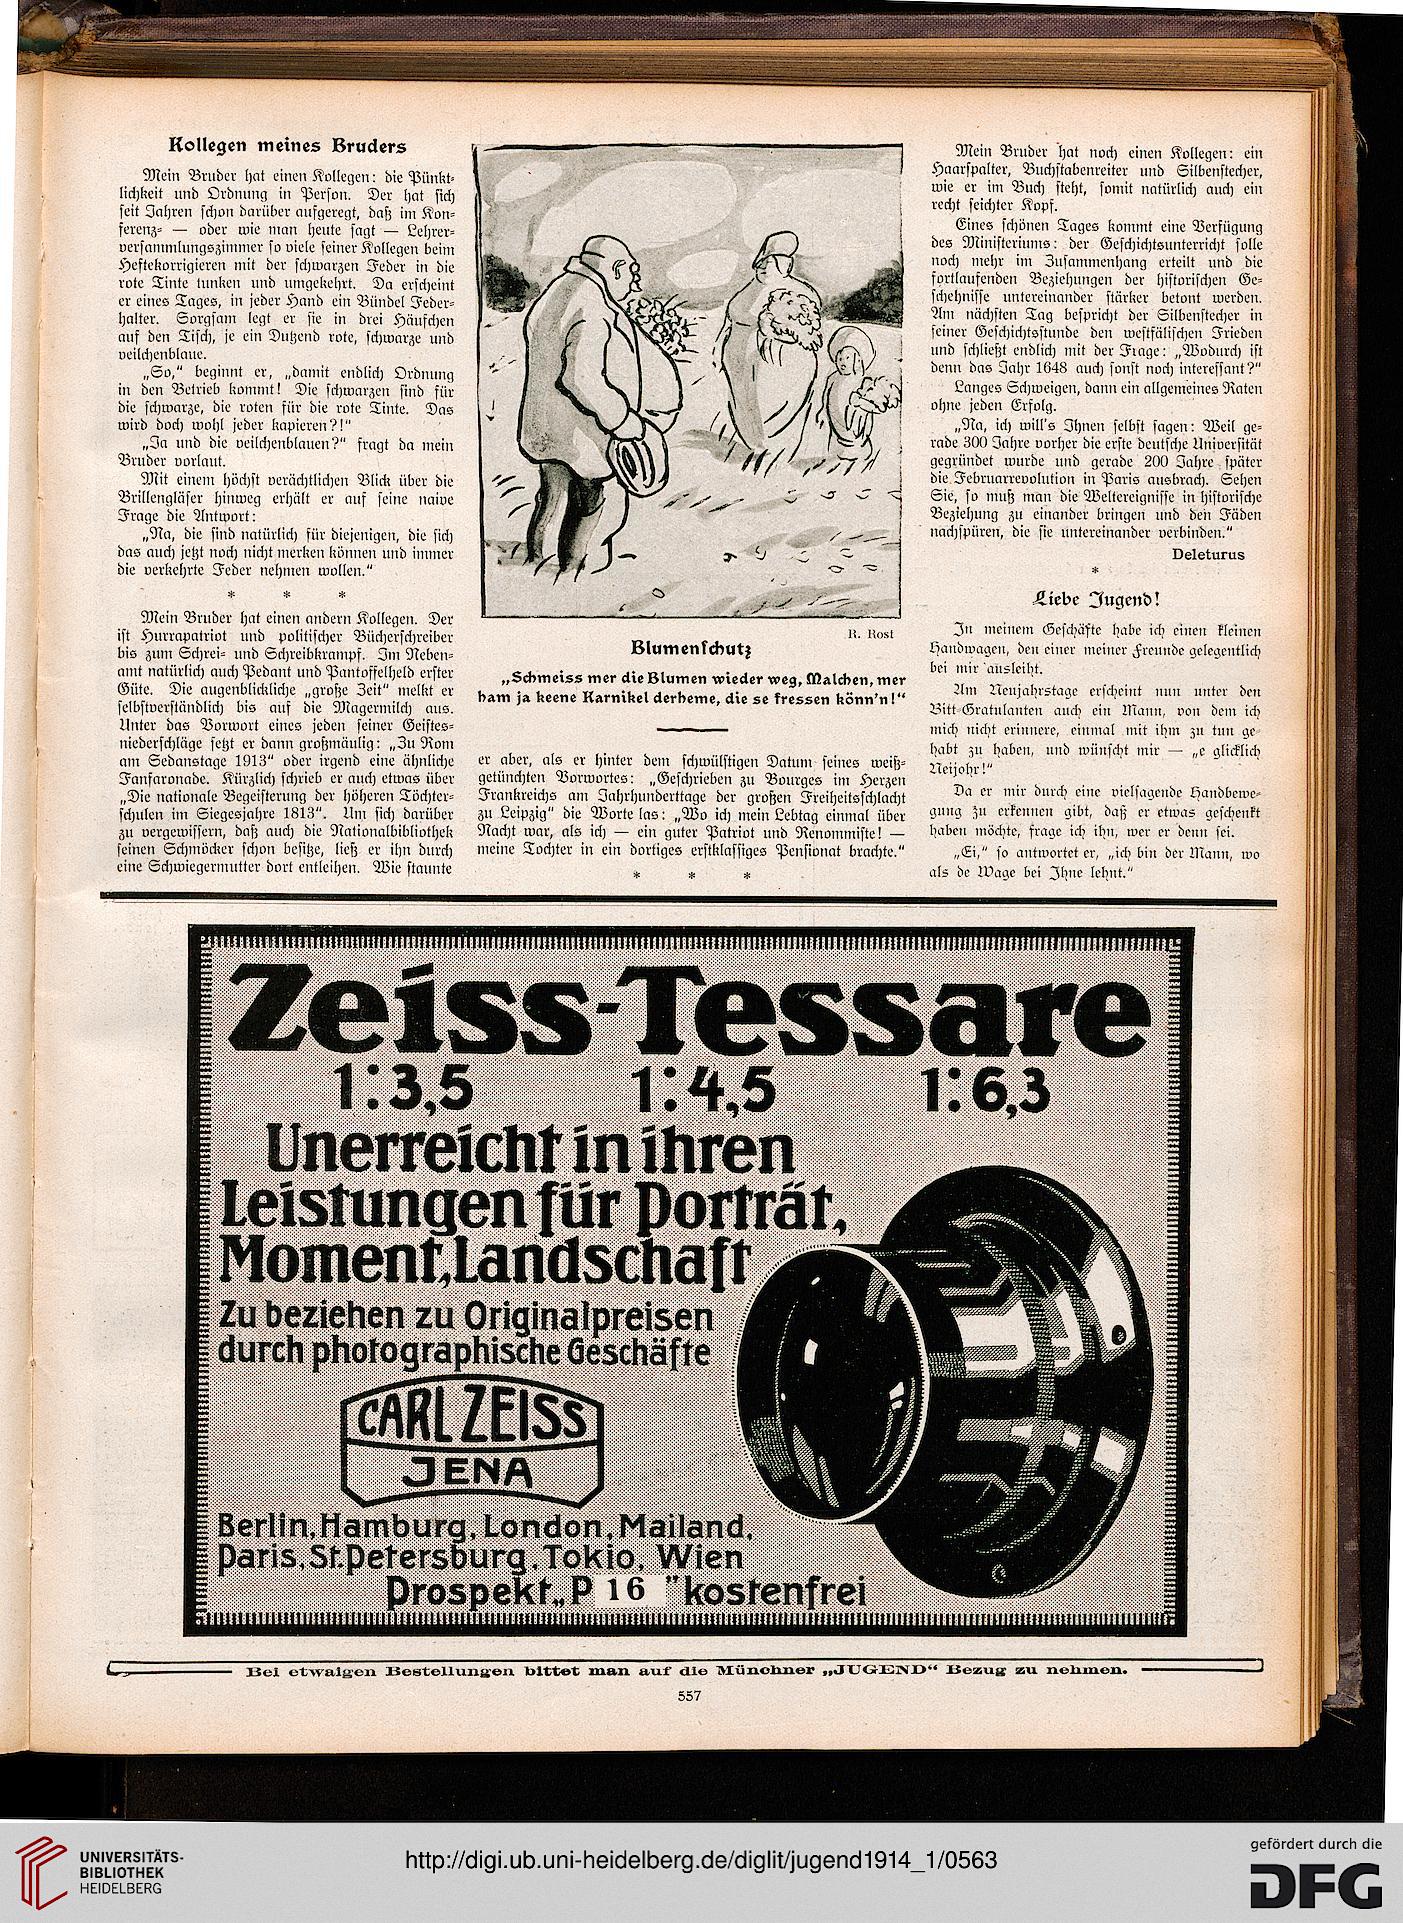 Kollegen meines Bruders
Mein Bruder hat einen Kollegen: die Pünkt-
lichkeit und Ordnung in Person. Der hat sich
seit Jahren schon darüber aufgeregt, daß im Kon-
ferenz- — oder wie man heute sagt — Lehrer-
versammlungszimmer so viele seiner Kollegen beim
Heftekorrigieren mit der schwarzen Feder in die
rote Tinte tunken und umgekehrt. Da erscheint
er eines Tages, in jeder Hand ein Bündel Feder-
halter. Sorgsam legt er sie in drei Häufchen
auf den Tisch, je ein Dutzend rote, schwarze und
veilchenblaue.
„So,“ beginnt er, „damit endlich Ordnung
in den Betrieb kommt! Die schwarzen sind für
die schwarze, die roten für die rote Tinte. Das
wird doch wohl jeder kapieren?!“
„Ja und die veilchenblauen?“ fragt da mein
Bruder vorlaut.
Mit einem höchst verächtlichen Blick über die
Brillengläser hinweg erhält er auf seine naive
Frage die Antwort:
„Na, die sind natürlich für diejenigen, die sich
das auch jetzt noch nicht merken können und immer
die verkehrte Feder nehmen wollen.“
* * *
Mein Bruder hat einen andern Kollegen. Der
ist Hurrapatriot und politischer Bücherschreiber
bis zum Schrei- und Schreibkrampf. Im Neben-
amt natürlich auch Pedant und Pantoffelheld erster
Güte. Die augenblickliche „große Zeit“ melkt er
selbstverständlich bis auf die Magermilch aus.
Unter das Vorwort eines jeden seiner Geistes-
niederschläge setzt er dann großmäulig: „Zu Rom
am Sedanstage 1913“ oder irgend eine ähnliche
Fanfaronade. Kürzlich schrieb er auch etwas über
„Die nationale Begeisterung der höheren Töchter-
schulen im Siegesjahre 1813“. Um sich darüber
zu vergewissern, daß auch die Nationalbibliothek
seinen Schmöcker schon besitze, ließ er ihn durch
eine Schwiegermutter dort entleihen. Wie staunte
R. Rost
Blumenschutz
„Schmeiss mer die Blumen wieder weg, Malchen, mer
ham ja keene Karnikel derheme, die se fressen könn'n!“
er aber, als er hinter dem schwülstigen Datum seines weiß-
getünchten Vorwortes: „Geschrieben zu Bourges im Herzen
Frankreichs am Jahrhunderttage der großen Freiheitsschlacht
zu Leipzig“ die Worte las: „Wo ich mein Lebtag einmal über
Nacht war, als ich — ein guter Patriot und Renommiste! —
meine Tochter in ein dortiges erstklassiges Pensionat brachte.“
* * *
Mein Bruder hat noch einen Kollegen: ein
Haarspalter, Buchstabenreiter und Silbenstecher,
wie er im Buch steht, somit natürlich auch ein
recht seichter Kopf.
Eines schönen Tages kommt eine Verfügung
des Ministeriums: der Geschichtsunterricht solle
noch mehr im Zusammenhang erteilt und die
fortlaufenden Beziehungen der historischen Ge-
schehnisse untereinander stärker betont werden.
Am nächsten Tag bespricht der Silbenstecher in
seiner Geschichtsstunde den westfälischen Frieden
und schließt endlich mit der Frage: „Wodurch ist
denn das Jahr 1648 auch sonst noch interessant?“
Langes Schweigen, dann ein allgemeines Raten
ohne jeden Erfolg.
„Na, ich will's Ihnen selbst sagen: Weil ge-
rade 300 Jahre vorher die erste deutsche Universität
gegründet wurde und gerade 200 Jahre später
die Februarrevolution in Paris ausbrach. Sehen
Sie, so muß man die Weltereignisse in historische
Beziehung zu einander bringen und den Fäden
nachspüren, die sie untereinander verbinden.“
Deleturus
*
Liebe Jugend!
In meinem Geschäfte habe ich einen kleinen
Handwagen, den einer meiner Freunde gelegentlich
bei mir ausleiht.
Am Neujahrstage erscheint nun unter den
Bitt-Gratulanten auch ein Mann, von dem ich
mich nicht erinnere, einmal mit ihm zu tun ge-
habt zu haben, und wünscht mir — „e glicklich
Neijohr!“
Da er mir durch eine vielsagende Handbewe-
gung zu erkennen gibt, daß er etwas geschenkt
haben möchte, frage ich ihn, wer er denn sei.
„Ei,“ so antwortet er, „ich bin der Mann, wo
als de Wage bei Ihne lehnt.“
Zeiss-Tessare
1:3,5 1:4,5 1:6,3
Unerreicht in ihren
Leistungen für Porträt,
Moment, Landschaft
Zu beziehen zu Originalpreisen
durch photographische Geschäfte
CARL ZEISS
JENA
Berlin, Hamburg, London, Mailand,
Paris, St. Petersburg, Tokio, Wien
Prospekt „P 16 ” kostenfrei
Bei etwaigen Bestellungen bittet man auf die Münchner „JUGEND“ Bezug zu nehmen.
557
UNIVERSITÄTS-
BIBLIOTHEK
HEIDELBERG
http://digi.ub.uni-heidelberg.de/diglit/jugend1914_1/0563
gefördert durch die
DFG